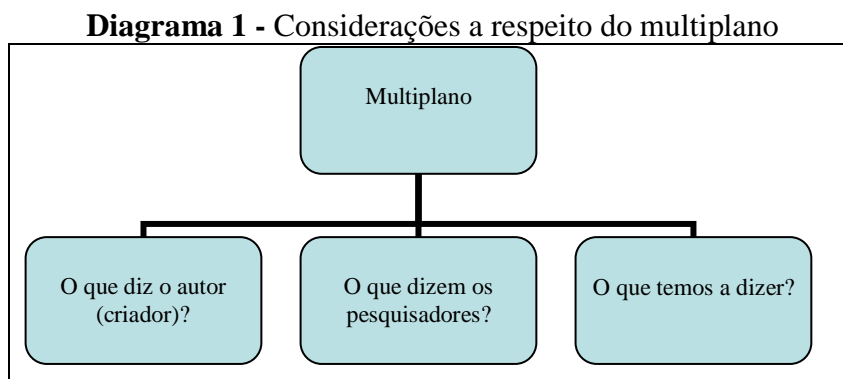 Diagrama 1 - Considerações a respeito do multiplano
Multiplano
O que diz o autor
(criador)?
O que dizem os
pesquisadores?
O que temos a dizer?